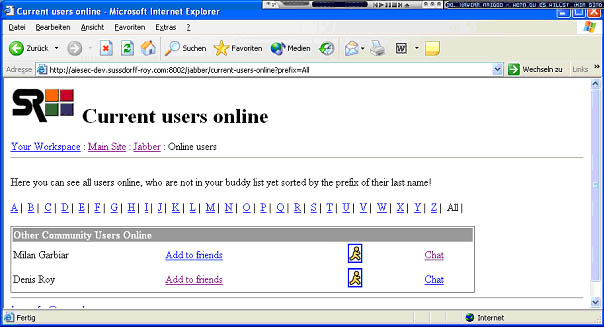 Current users online - Microsoft Internet Explorer
Datei Bearbeiten Ansicht Favoriten Extras ?
Zurück Suchen Favoriten Medien
Adresse http://aiesec-dev.sussdorff-roy.com:8002/jabber/current-users-online?prefix=All Wechseln zu Links »
SR Current users online
Your Workspace : Main Site : Jabber : Online users
Here you can see all users online, who are not in your buddy list yet sorted by the prefix of their last name!
A | B | C | D | E | F | G | H | I | J | K | L | M | N | O | P | Q | R | S | T | U | V | W | X | Y | Z | All |
Other Community Users Online
Milan Garbiar Add to friends Chat
Denis Roy Add to friends Chat
Fertig Internet